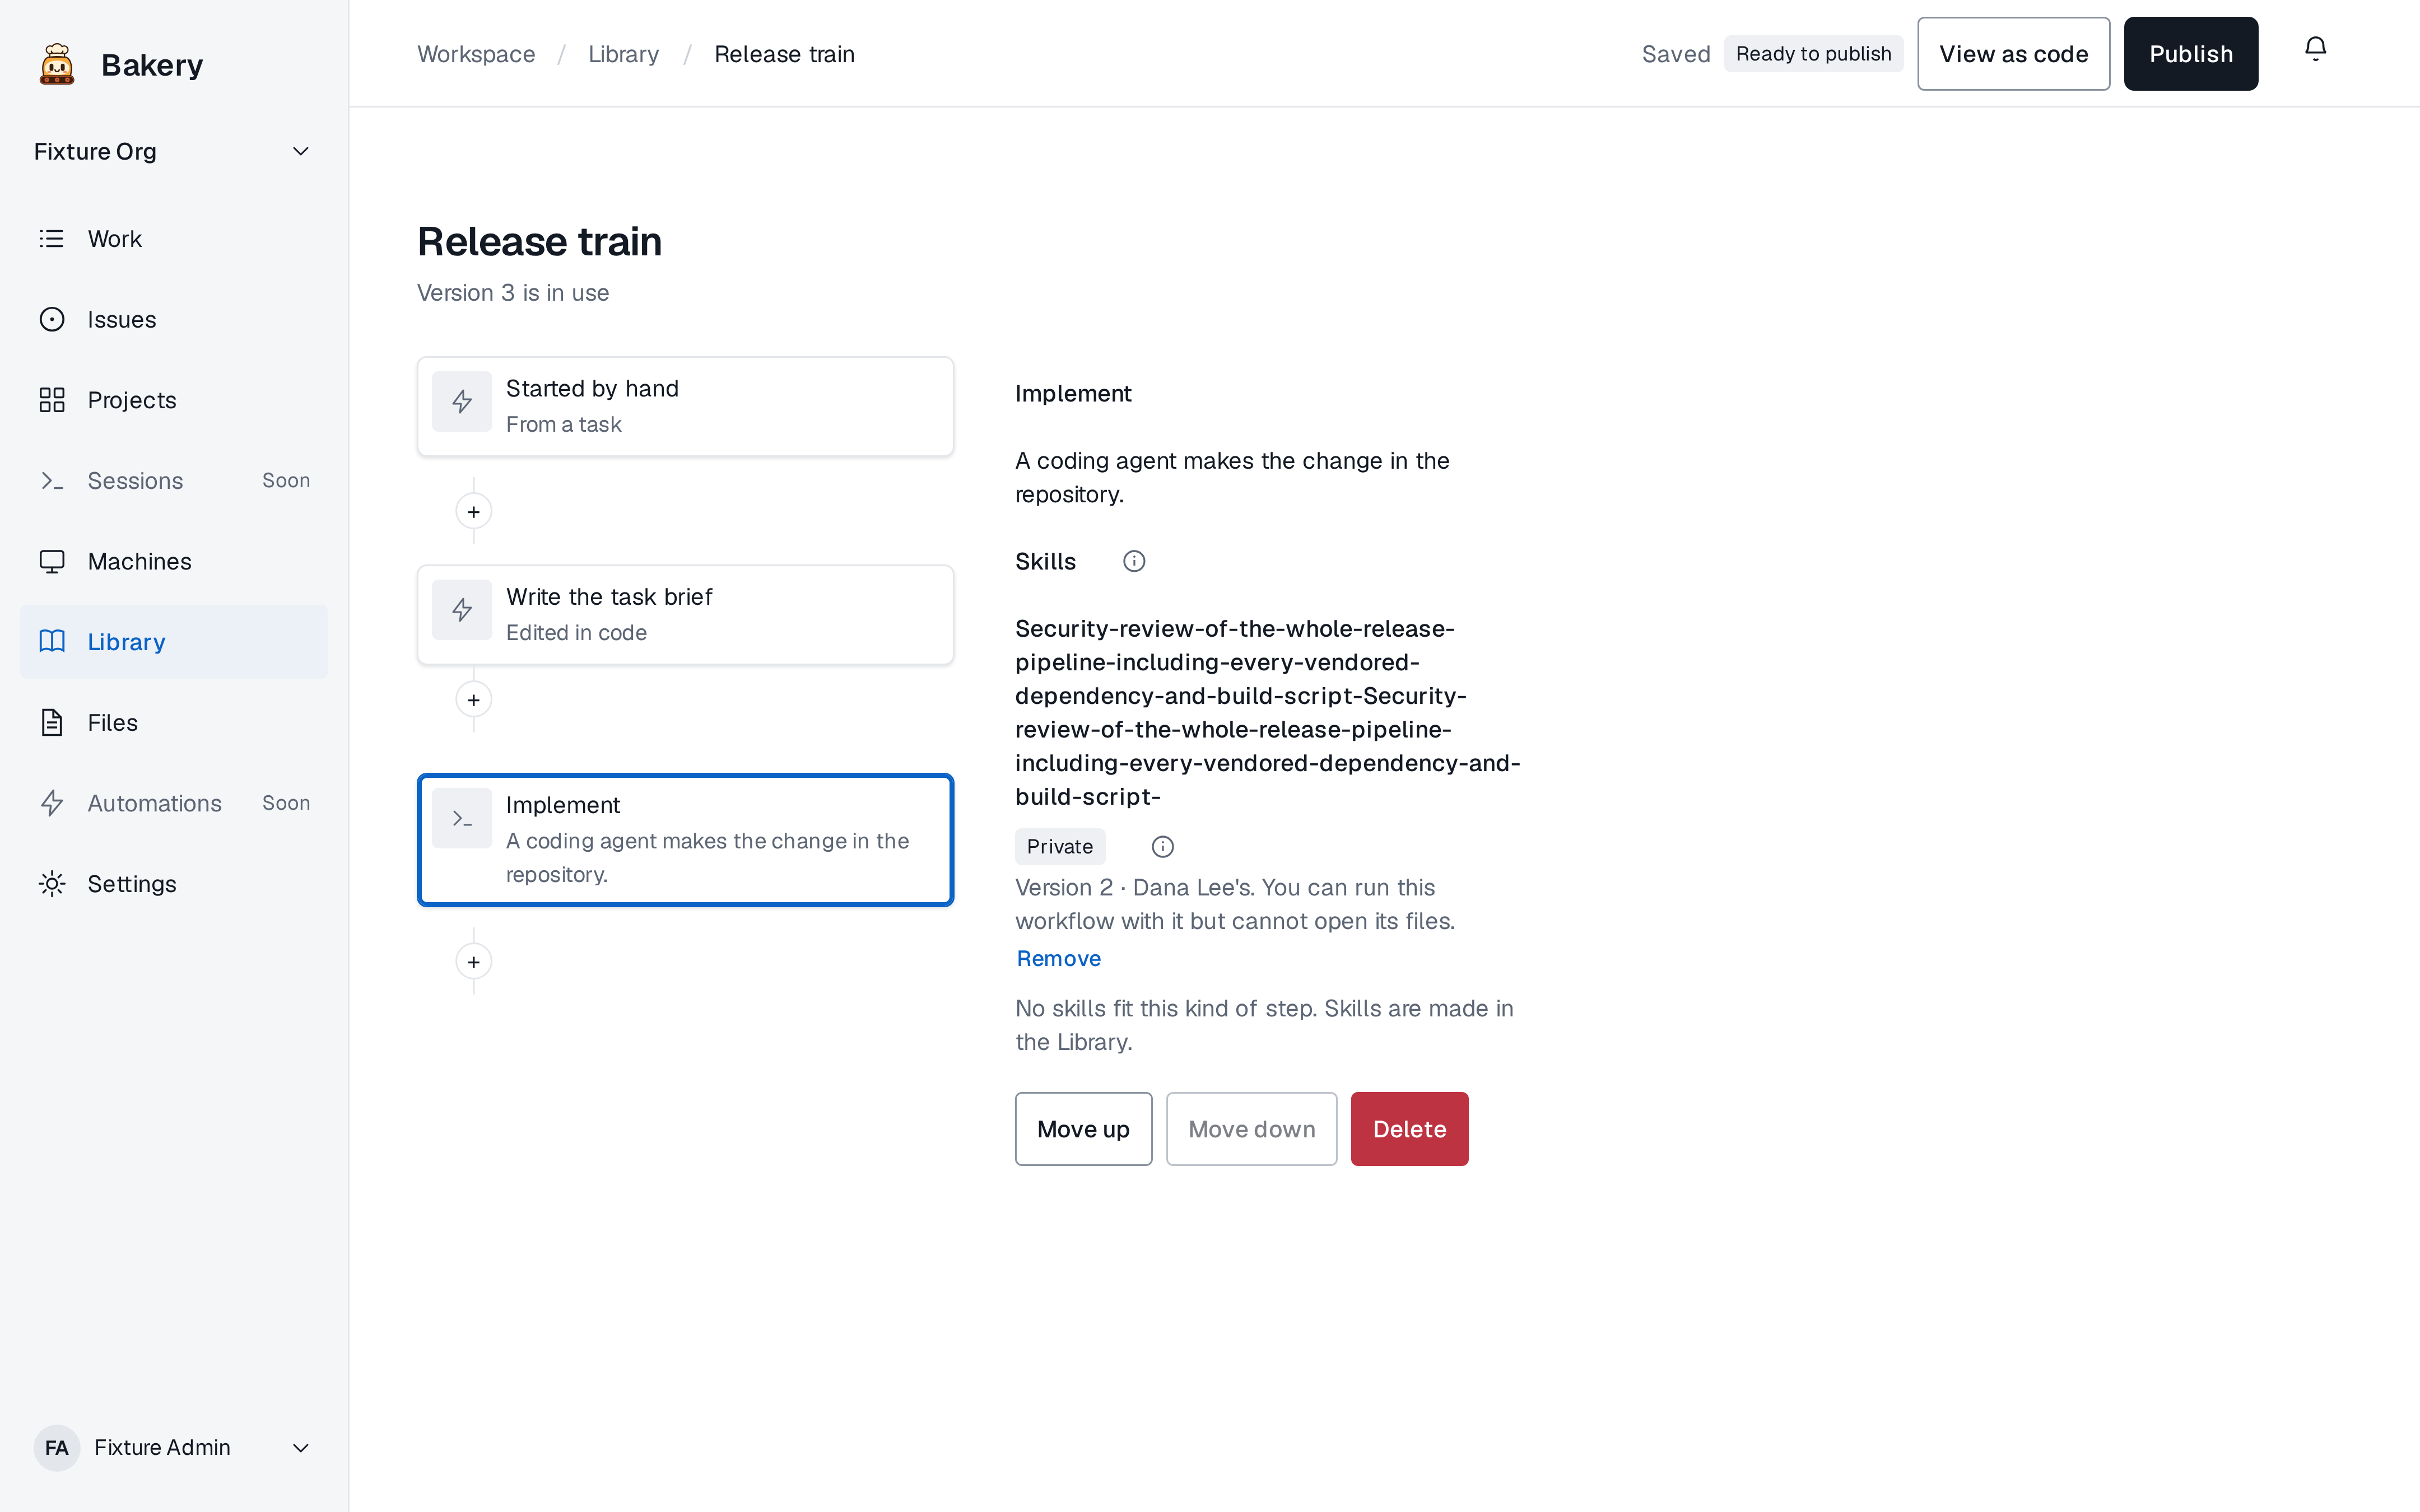 Bakery
Fixture Org
Work
Issues
Projects
Sessions Soon
Machines
Library
Files
Automations Soon
Settings
FA Fixture Admin
Workspace / Library / Release train
Saved Ready to publish View as code Publish
Release train
Version 3 is in use
Started by hand
From a task
+
Write the task brief
Edited in code
+
Implement
A coding agent makes the change in the
repository.
+
Implement
A coding agent makes the change in the
repository.
Skills
Security-review-of-the-whole-release-
pipeline-including-every-vendored-
dependency-and-build-script-Security-
review-of-the-whole-release-pipeline-
including-every-vendored-dependency-and-
build-script-
Private
Version 2 · Dana Lee's. You can run this
workflow with it but cannot open its files.
Remove
No skills fit this kind of step. Skills are made in
the Library.
Move up Move down Delete